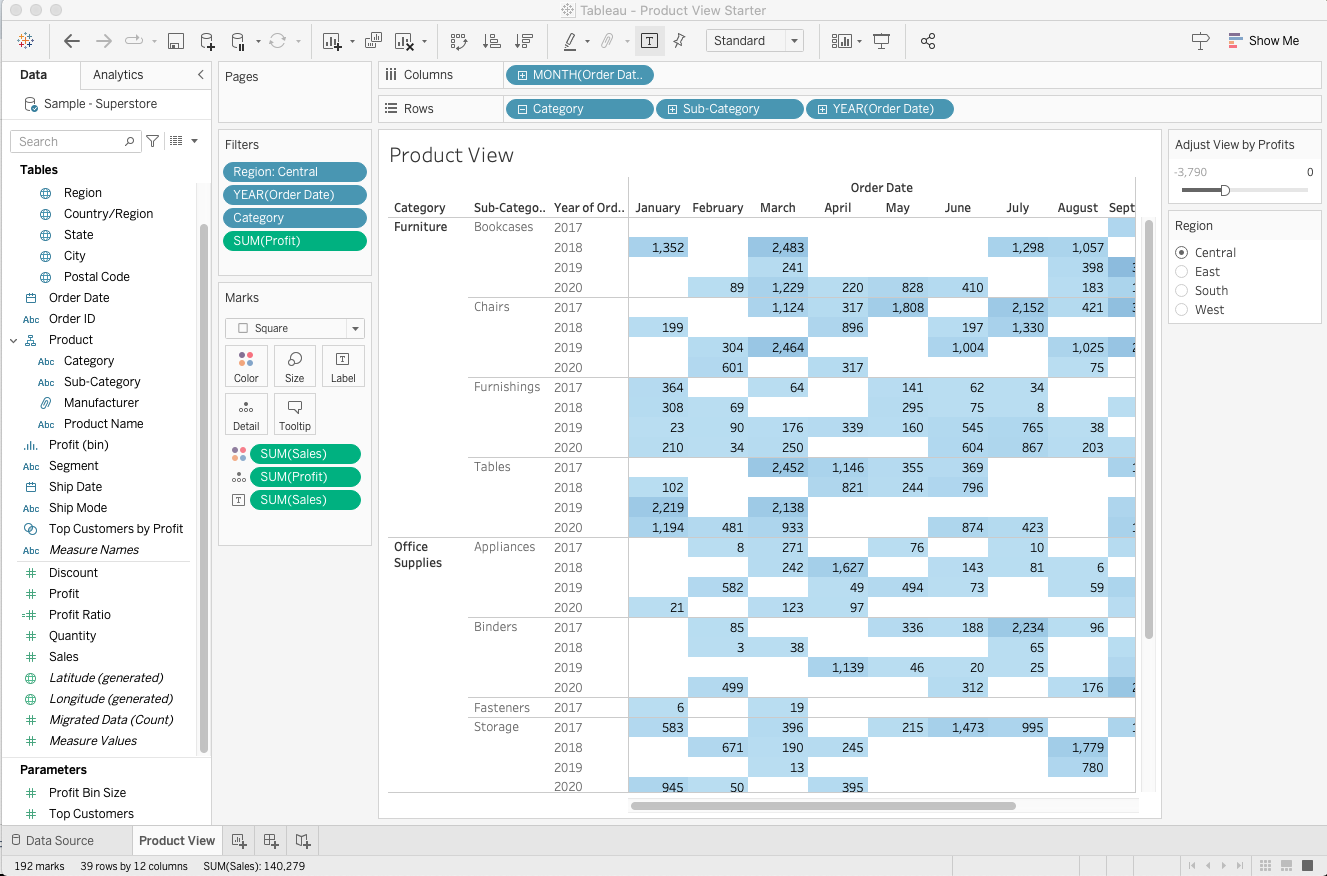 Tableau - Product View Starter
Standard
Show Me
Data
Analytics
Sample - Superstore
Search
Tables
Region
Country/Region
State
City
Postal Code
Order Date
Abc Order ID
Product
Abc Category
Abc Sub-Category
Manufacturer
Abc Product Name
Profit (bin)
Abc Segment
Ship Date
Abc Ship Mode
Top Customers by Profit
Abc Measure Names
Discount
Profit
Profit Ratio
Quantity
Sales
Latitude (generated)
Longitude (generated)
Migrated Data (Count)
Measure Values
Parameters
Profit Bin Size
Top Customers
Pages
Filters
Region: Central
YEAR(Order Date)
Category
SUM(Profit)
Marks
Square
Color Size Label
Detail Tooltip
SUM(Sales)
SUM(Profit)
SUM(Sales)
Columns MONTH(Order Dat..
Rows Category Sub-Category YEAR(Order Date)
Product View
Order Date
Category Sub-Catego.. Year of Ord.. January February March April May June July August Sept
Furniture Bookcases 2017
2018 1,352 2,483 1,298 1,057
2019 241 398
2020 89 1,229 220 828 410 183
Chairs 2017 1,124 317 1,808 2,152 421
2018 199 896 197 1,330
2019 304 2,464 1,004 1,025
2020 601 317 75
Furnishings 2017 364 64 141 62 34
2018 308 69 295 75 8
2019 23 90 176 339 160 545 765 38
2020 210 34 250 604 867 203
Tables 2017 2,452 1,146 355 369
2018 102 821 244 796
2019 2,219 2,138
2020 1,194 481 933 874 423
Office Supplies Appliances 2017 8 271 76 10
2018 242 1,627 143 81 6
2019 582 49 494 73 59
2020 21 123 97
Binders 2017 85 336 188 2,234 96
2018 3 38 65
2019 1,139 46 20 25
2020 499 312 176
Fasteners 2017 6 19
Storage 2017 583 396 215 1,473 995
2018 671 190 245 1,779
2019 13 780
2020 945 50 395
Adjust View by Profits
-3,790 0
Region
Central
East
South
West
Data Source
Product View
192 marks 39 rows by 12 columns SUM(Sales): 140,279